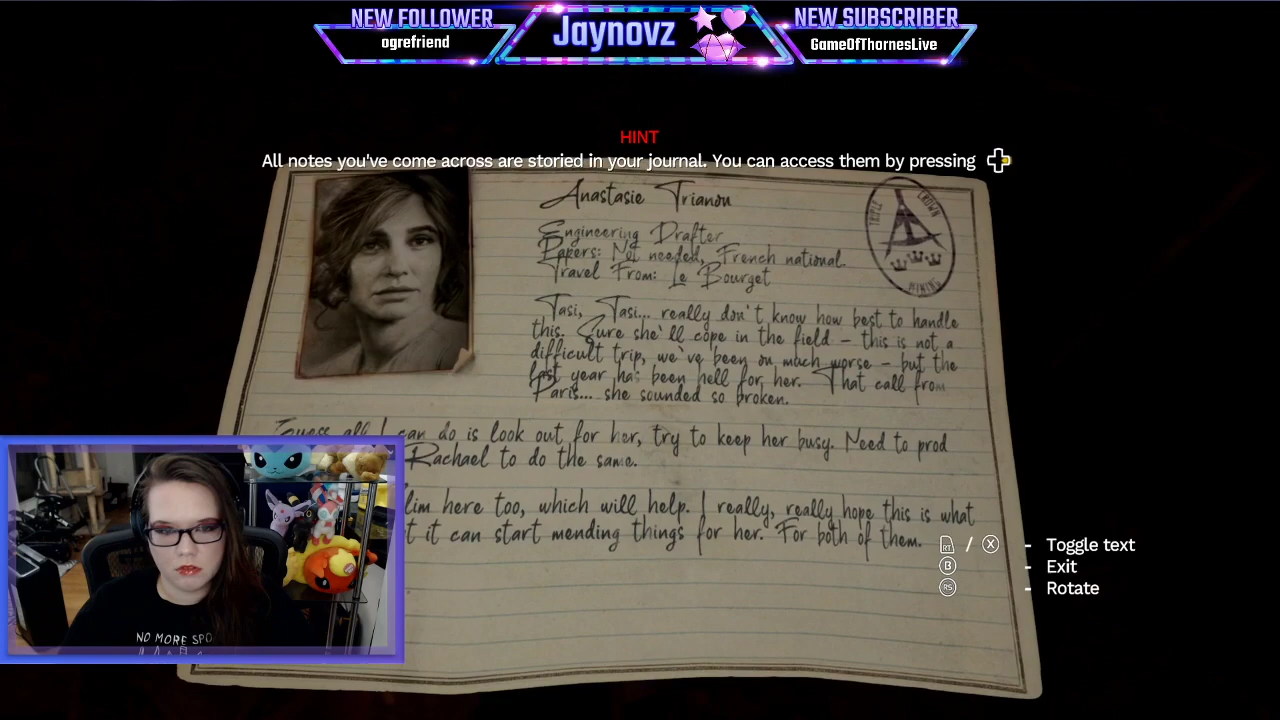 NEW FOLLOWER
ogrefriend
Jaynovz
NEW SUBSCRIBER
GameOfThornesLive
HINT
All notes you've come across are storied in your journal. You can access them by pressing
Anastasie Trianon
Engineering Drafter
Papers: Not needed, French national.
Travel From: Le Bourget
TRIPLE CROWN MINING
Tasi, Tasi... really don't know how best to handle
this. Sure she'll cope in the field – this is not a
difficult trip, we've been on much worse – but the
last year has been hell for her. That call from
Paris... she sounded so broken.
Guess all I can do is look out for her, try to keep her busy. Need to prod
Rachael to do the same.
lim here too, which will help. I really, really hope this is what
t it can start mending things for her. For both of them.
RT / X - Toggle text
B - Exit
RS - Rotate
NO MORE SPO